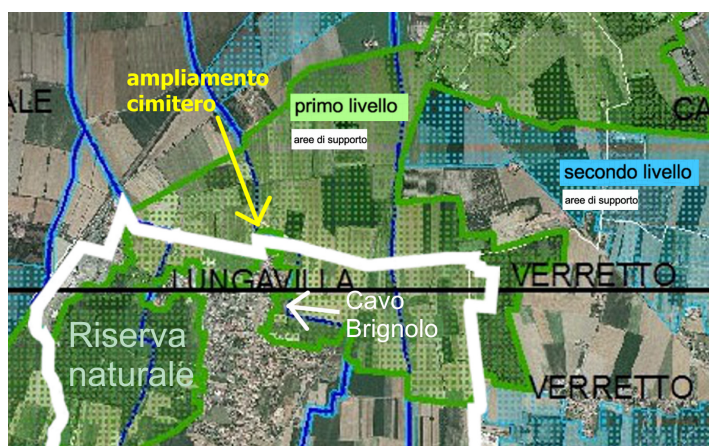 ampliamento
cimitero
ALE
primo livello
aree di supporto
CA
secondo livello
aree di supporto
LUNGAVILLA
VERRETTO
Cavo
Brignolo
Riserva
naturale
VERRETTO